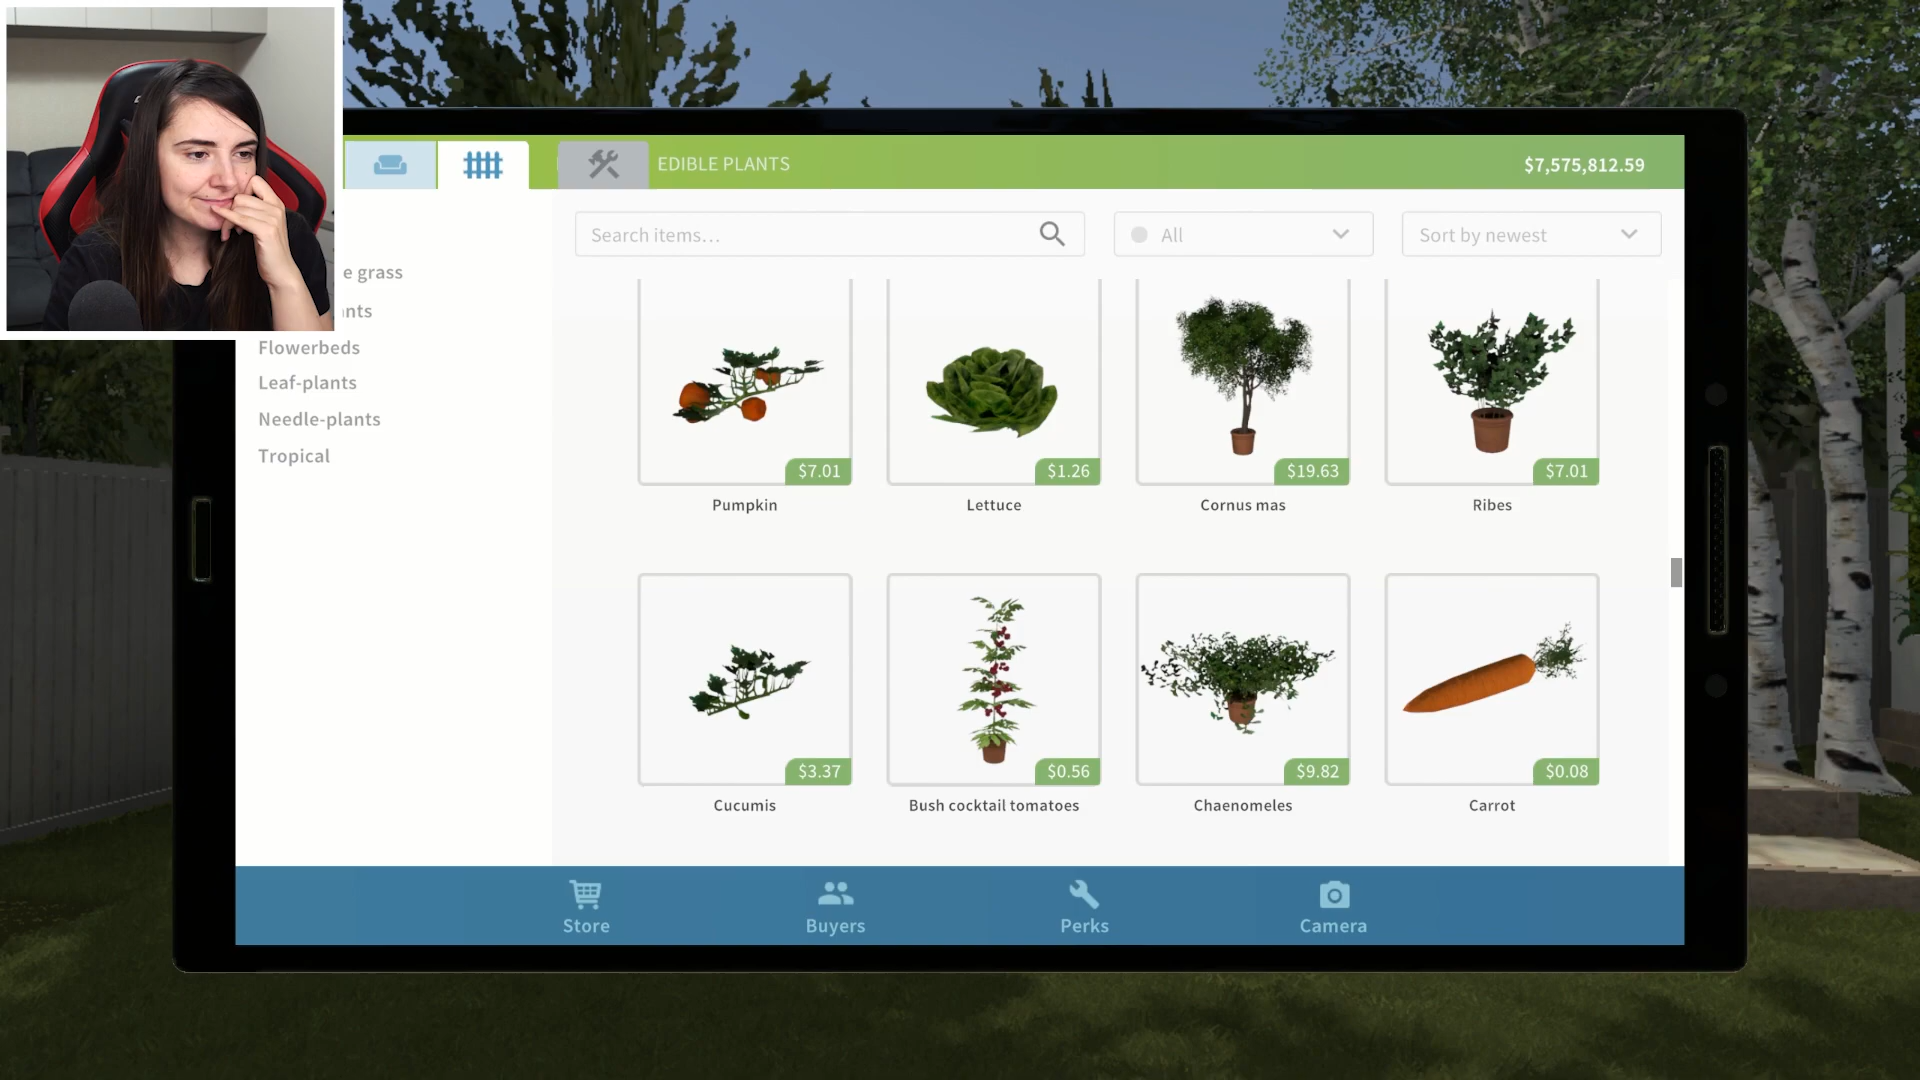 EDIBLE PLANTS
$7,575,812.59
Search items...
All
Sort by newest
e grass
nts
Flowerbeds
Leaf-plants
Needle-plants
Tropical
$7.01
$1.26
$19.63
$7.01
Pumpkin
Lettuce
Cornus mas
Ribes
$3.37
$0.56
$9.82
$0.08
Cucumis
Bush cocktail tomatoes
Chaenomeles
Carrot
Store
Buyers
Perks
Camera